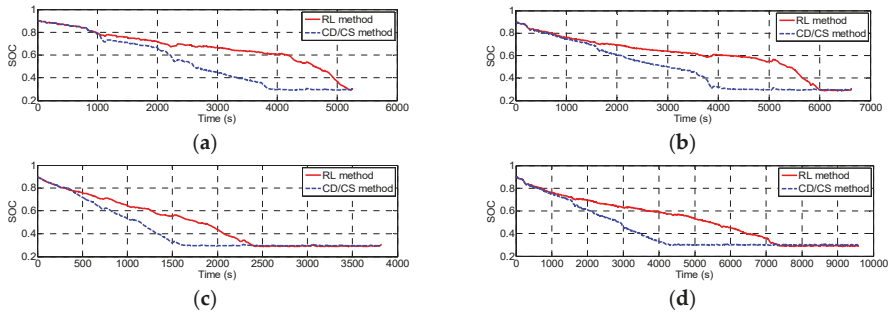 1
0.8
0.6
0.4
0.2
SOC
0 1000 2000 3000 4000 5000 6000
Time (s)
RL method
CD/CS method
(a)
1
0.8
0.6
0.4
0.2
SOC
0 1000 2000 3000 4000 5000 6000 7000
Time (s)
RL method
CD/CS method
(b)
1
0.8
0.6
0.4
0.2
SOC
0 500 1000 1500 2000 2500 3000 3500 4000
Time (s)
RL method
CD/CS method
(c)
1
0.8
0.6
0.4
0.2
SOC
0 1000 2000 3000 4000 5000 6000 7000 8000 9000 10000
Time (s)
RL method
CD/CS method
(d)